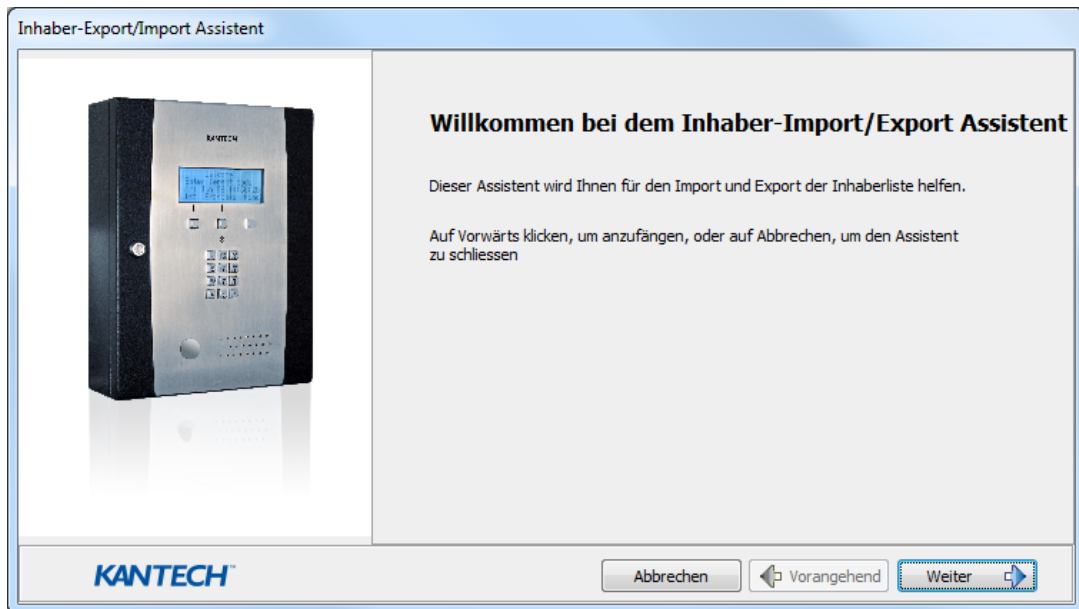 Inhaber-Export/Import Assistent
KANTECH
Willkommen bei dem Inhaber-Import/Export Assistent
Dieser Assistent wird Ihnen für den Import und Export der Inhaberliste helfen.
Auf Vorwärts klicken, um anzufängen, oder auf Abbrechen, um den Assistent
zu schliessen
KANTECH™
Abbrechen
Vorangehend
Weiter